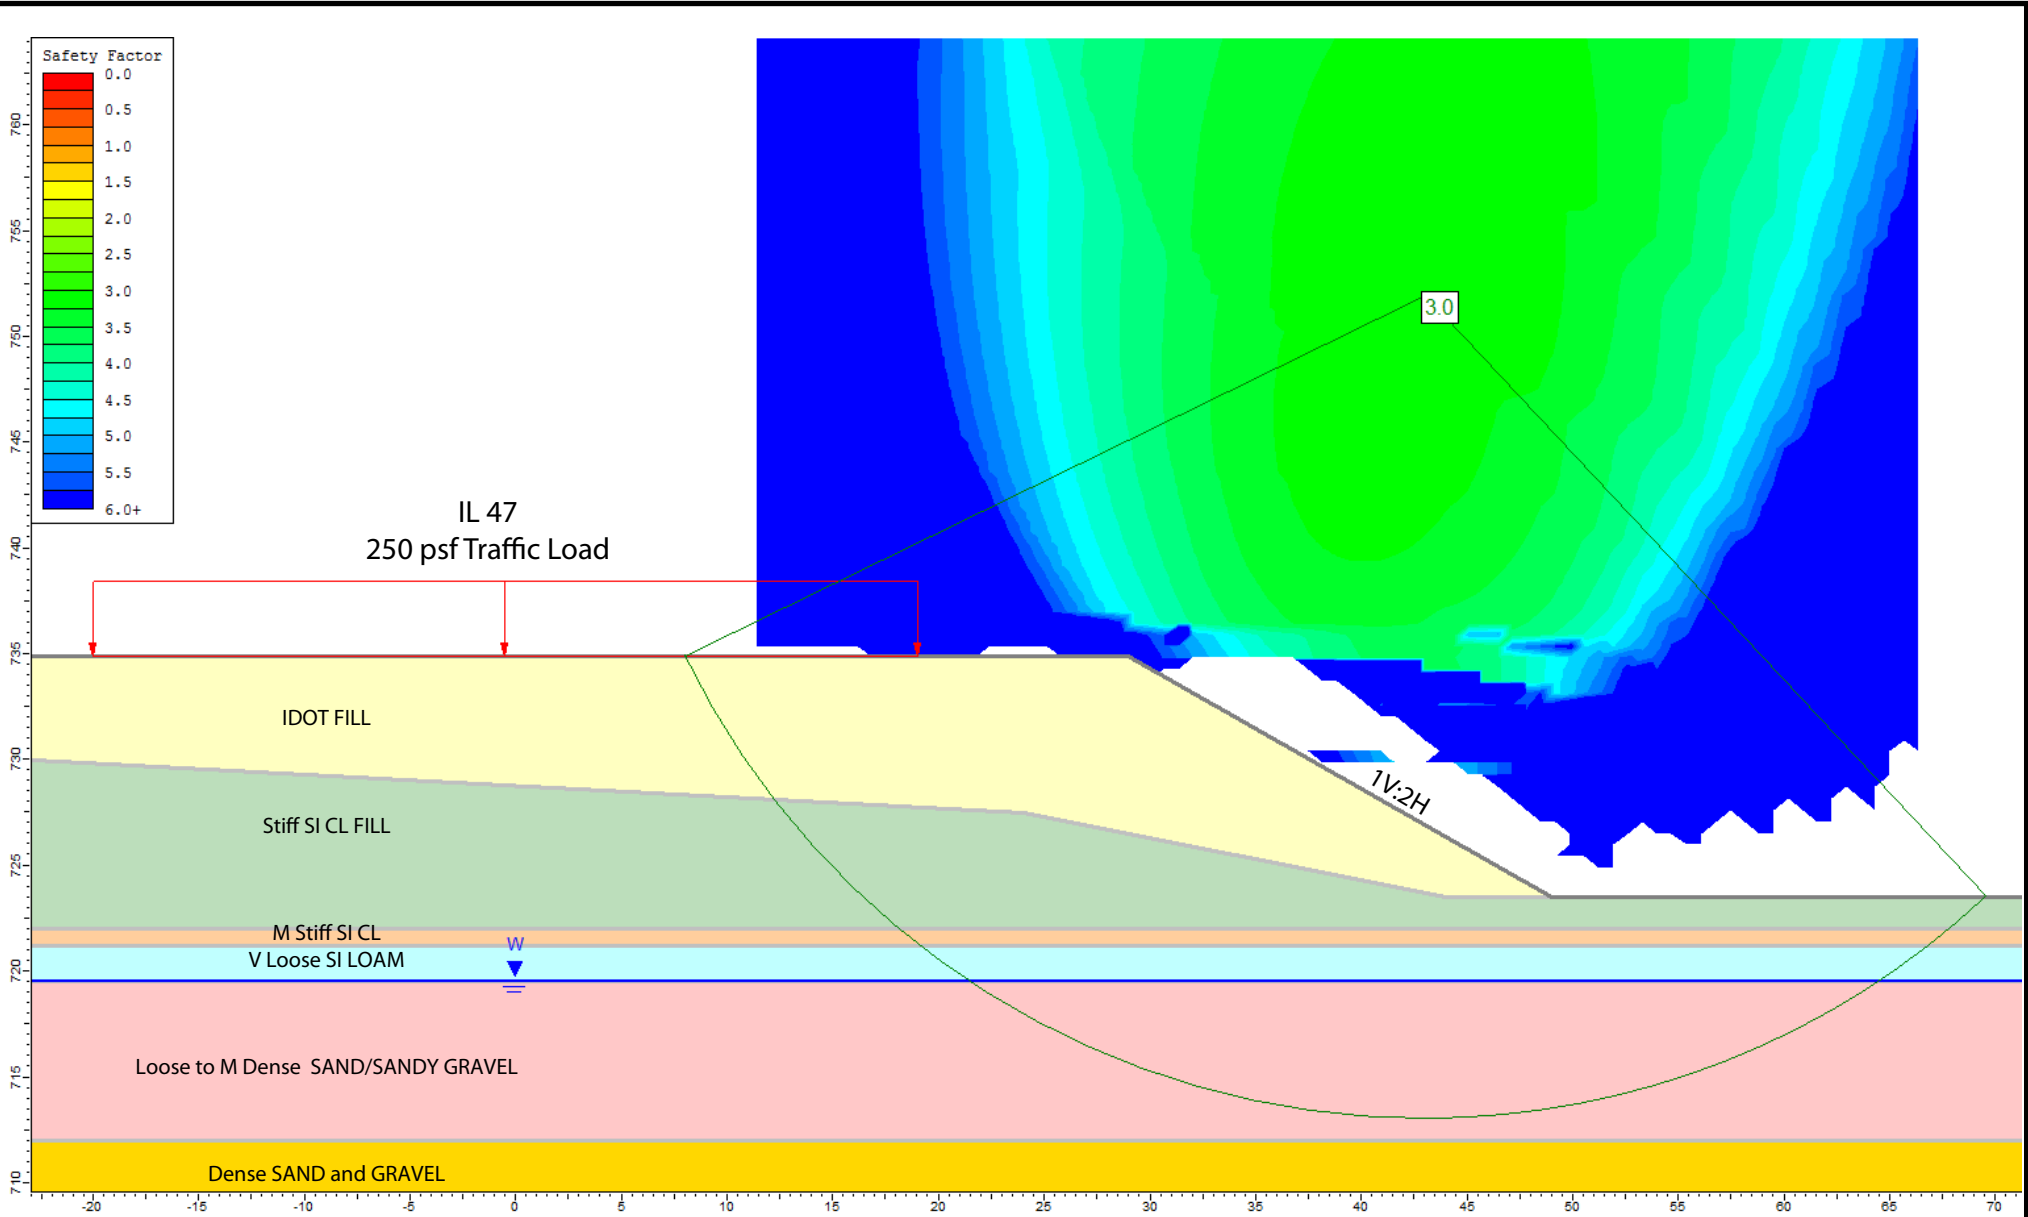 Safety Factor
0.0
0.5
1.0
1.5
2.0
2.5
3.0
3.5
4.0
4.5
5.0
5.5
6.0+
760
755
750
745
740
735
730
725
720
715
710
3.0
IL 47
250 psf Traffic Load
IDOT FILL
1V:2H
Stiff SI CL FILL
M Stiff SI CL
W
V Loose SI LOAM
Loose to M Dense SAND/SANDY GRAVEL
Dense SAND and GRAVEL
-20 -15 -10 -5 0 5 10 15 20 25 30 35 40 45 50 55 60 65 70